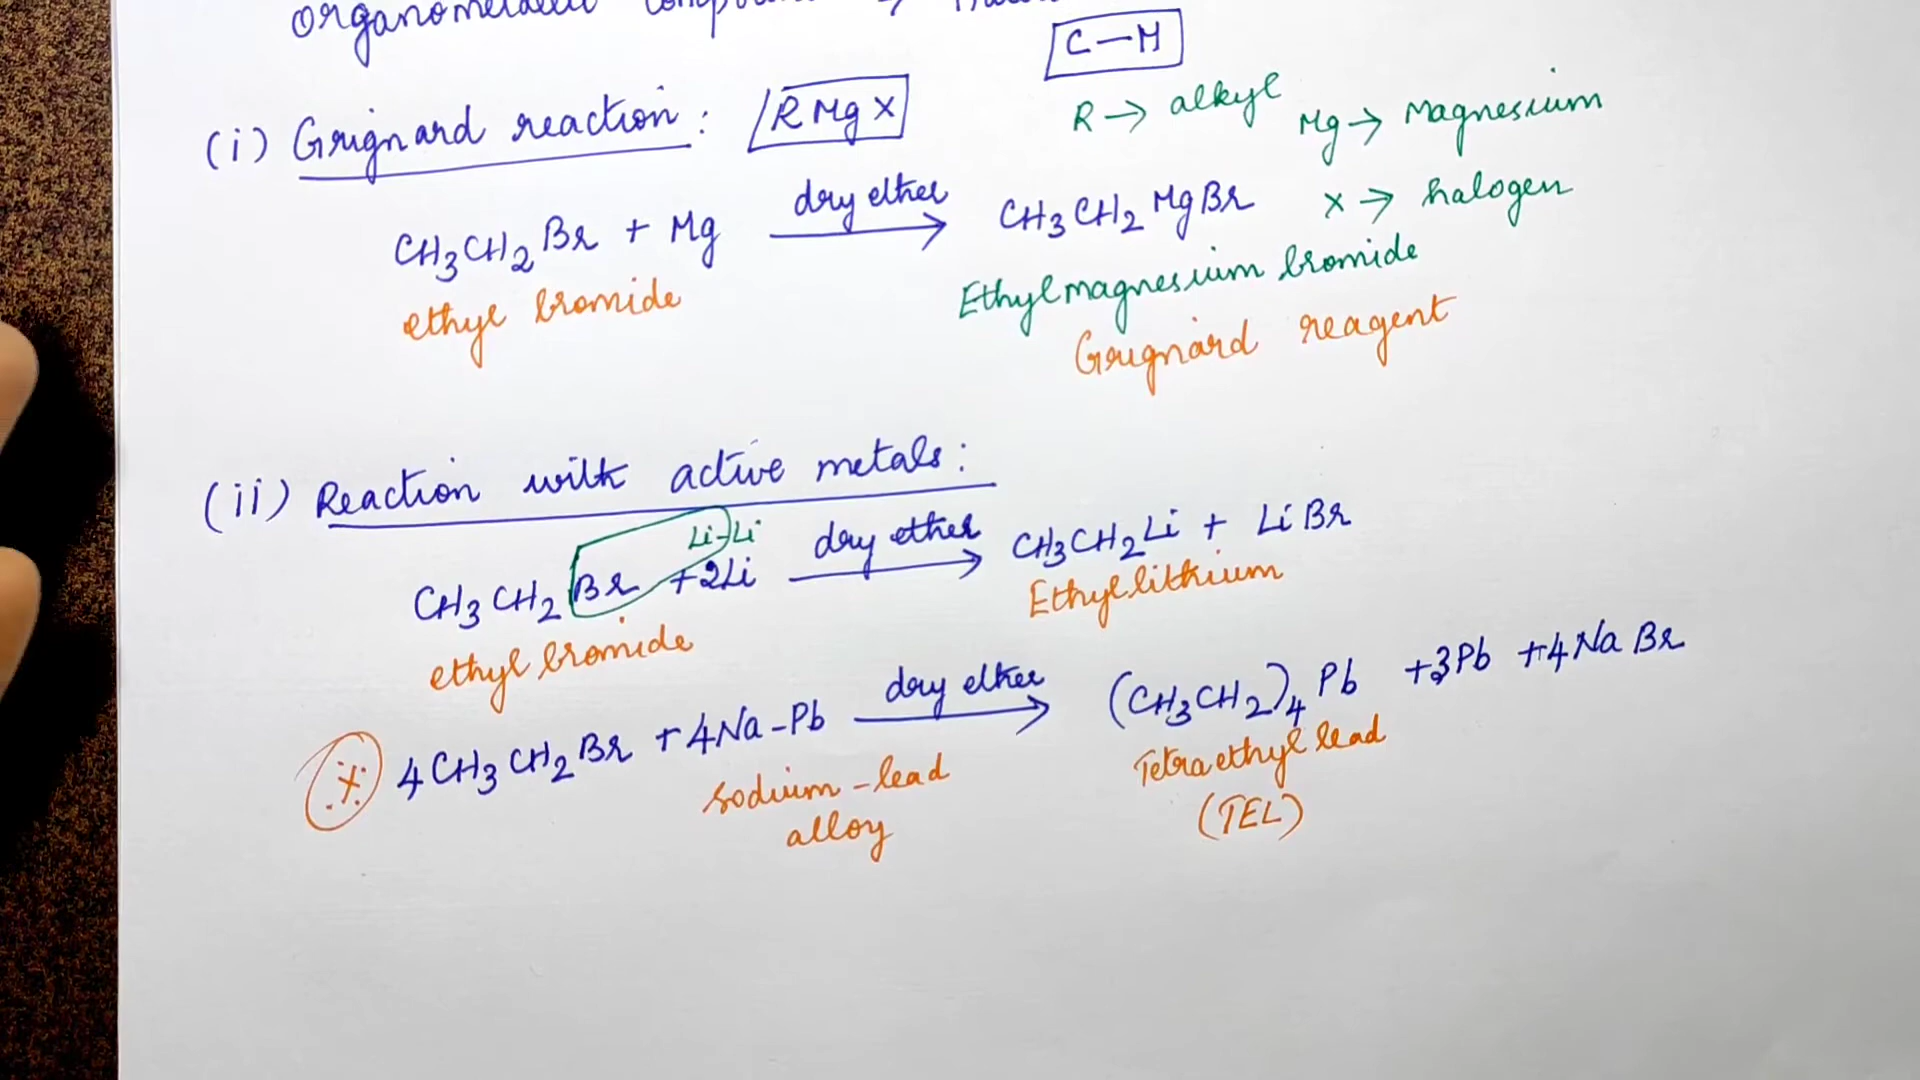 organometallic
C-M
(i) Grignard reaction: RMgX
R → alkyl Mg → Magnesium
X → halogen
CH3CH2Br + Mg dry ether → CH3CH2MgBr
ethyl bromide Ethylmagnesium bromide
Grignard reagent
(ii) Reaction with active metals:
Li-Li
CH3CH2Br + 2Li dry ether → CH3CH2Li + LiBr
ethyl bromide Ethyllithium
4CH3CH2Br + 4Na-Pb dry ether → (CH3CH2)4Pb +3Pb +4NaBr
sodium-lead Tetraethyl lead
alloy (TEL)